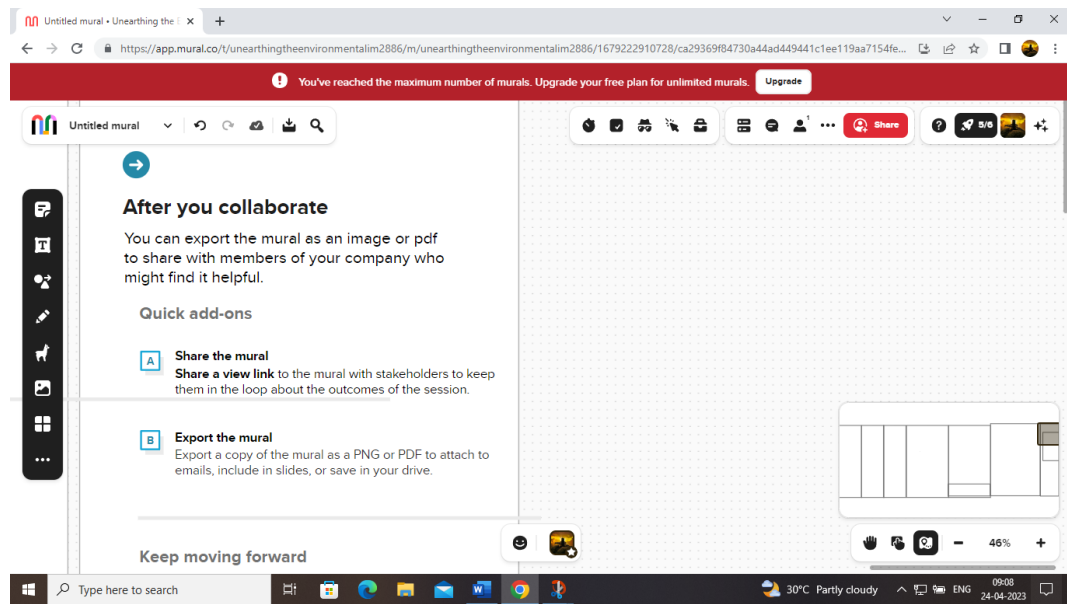 Untitled mural • Unearthing the
https://app.mural.co/t/unearthingtheenvironmentalim2886/m/unearthingtheenvironmentalim2886/1679222910728/ca29369f84730a44ad449441c1ee119aa7154fe...
You've reached the maximum number of murals. Upgrade your free plan for unlimited murals. Upgrade
Untitled mural
1
Share
5/6
After you collaborate
You can export the mural as an image or pdf
to share with members of your company who
might find it helpful.
Quick add-ons
A Share the mural
Share a view link to the mural with stakeholders to keep
them in the loop about the outcomes of the session.
B Export the mural
Export a copy of the mural as a PNG or PDF to attach to
emails, include in slides, or save in your drive.
Keep moving forward
46%
Type here to search
30°C Partly cloudy
ENG
09:08
24-04-2023